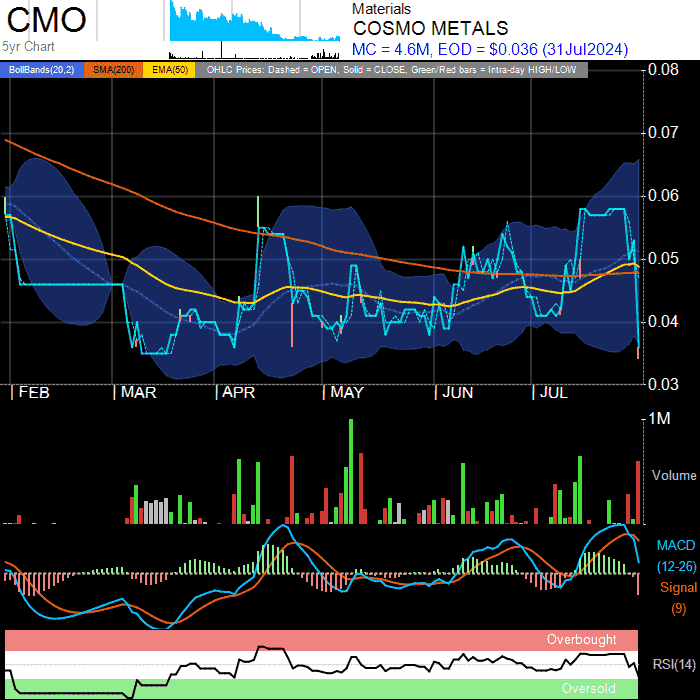 CMO
5yr Chart
Materials
COSMO METALS
MC = 4.6M, EOD = $0.036 (31Jul2024)
BollBands(20,2) SMA(200) EMA(50) OHLC Prices: Dashed = OPEN, Solid = CLOSE, Green/Red bars = Intra-day HIGH/LOW
0.08
0.07
0.06
0.05
0.04
0.03
FEB MAR APR MAY JUN JUL
1M
Volume
MACD
(12-26)
Signal
(9)
Overbought
RSI(14)
Oversold